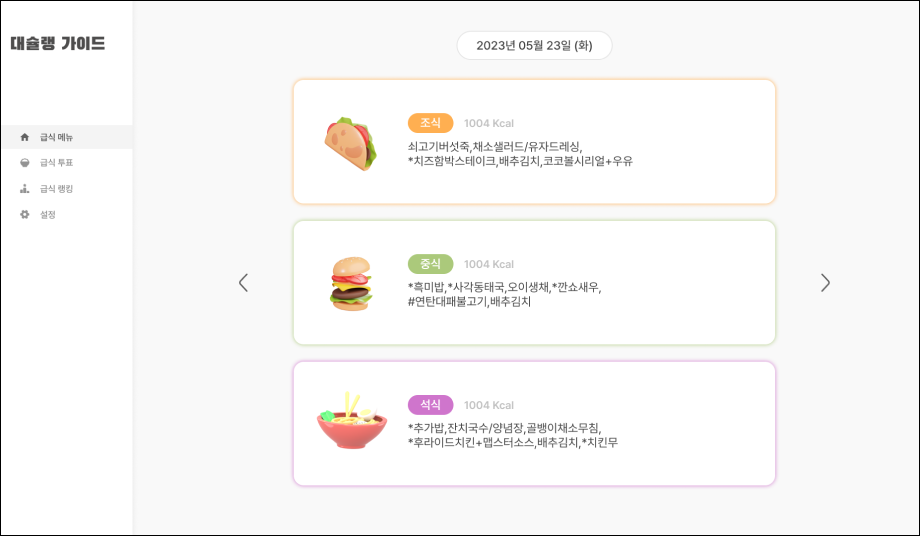 대슐랭 가이드
급식 메뉴
급식 투표
급식 랭킹
설정
2023년 05월 23일 (화)
조식 1004 Kcal
쇠고기버섯죽,채소샐러드/유자드레싱,
*치즈함박스테이크,배추김치,코코볼시리얼+우유
중식 1004 Kcal
*흑미밥,*사각동태국,오이생채,*깐쇼새우,
#연탄대패불고기,배추김치
석식 1004 Kcal
*추가밥,잔치국수/양념장,골뱅이채소무침,
*후라이드치킨+맵스터소스,배추김치,*치킨무